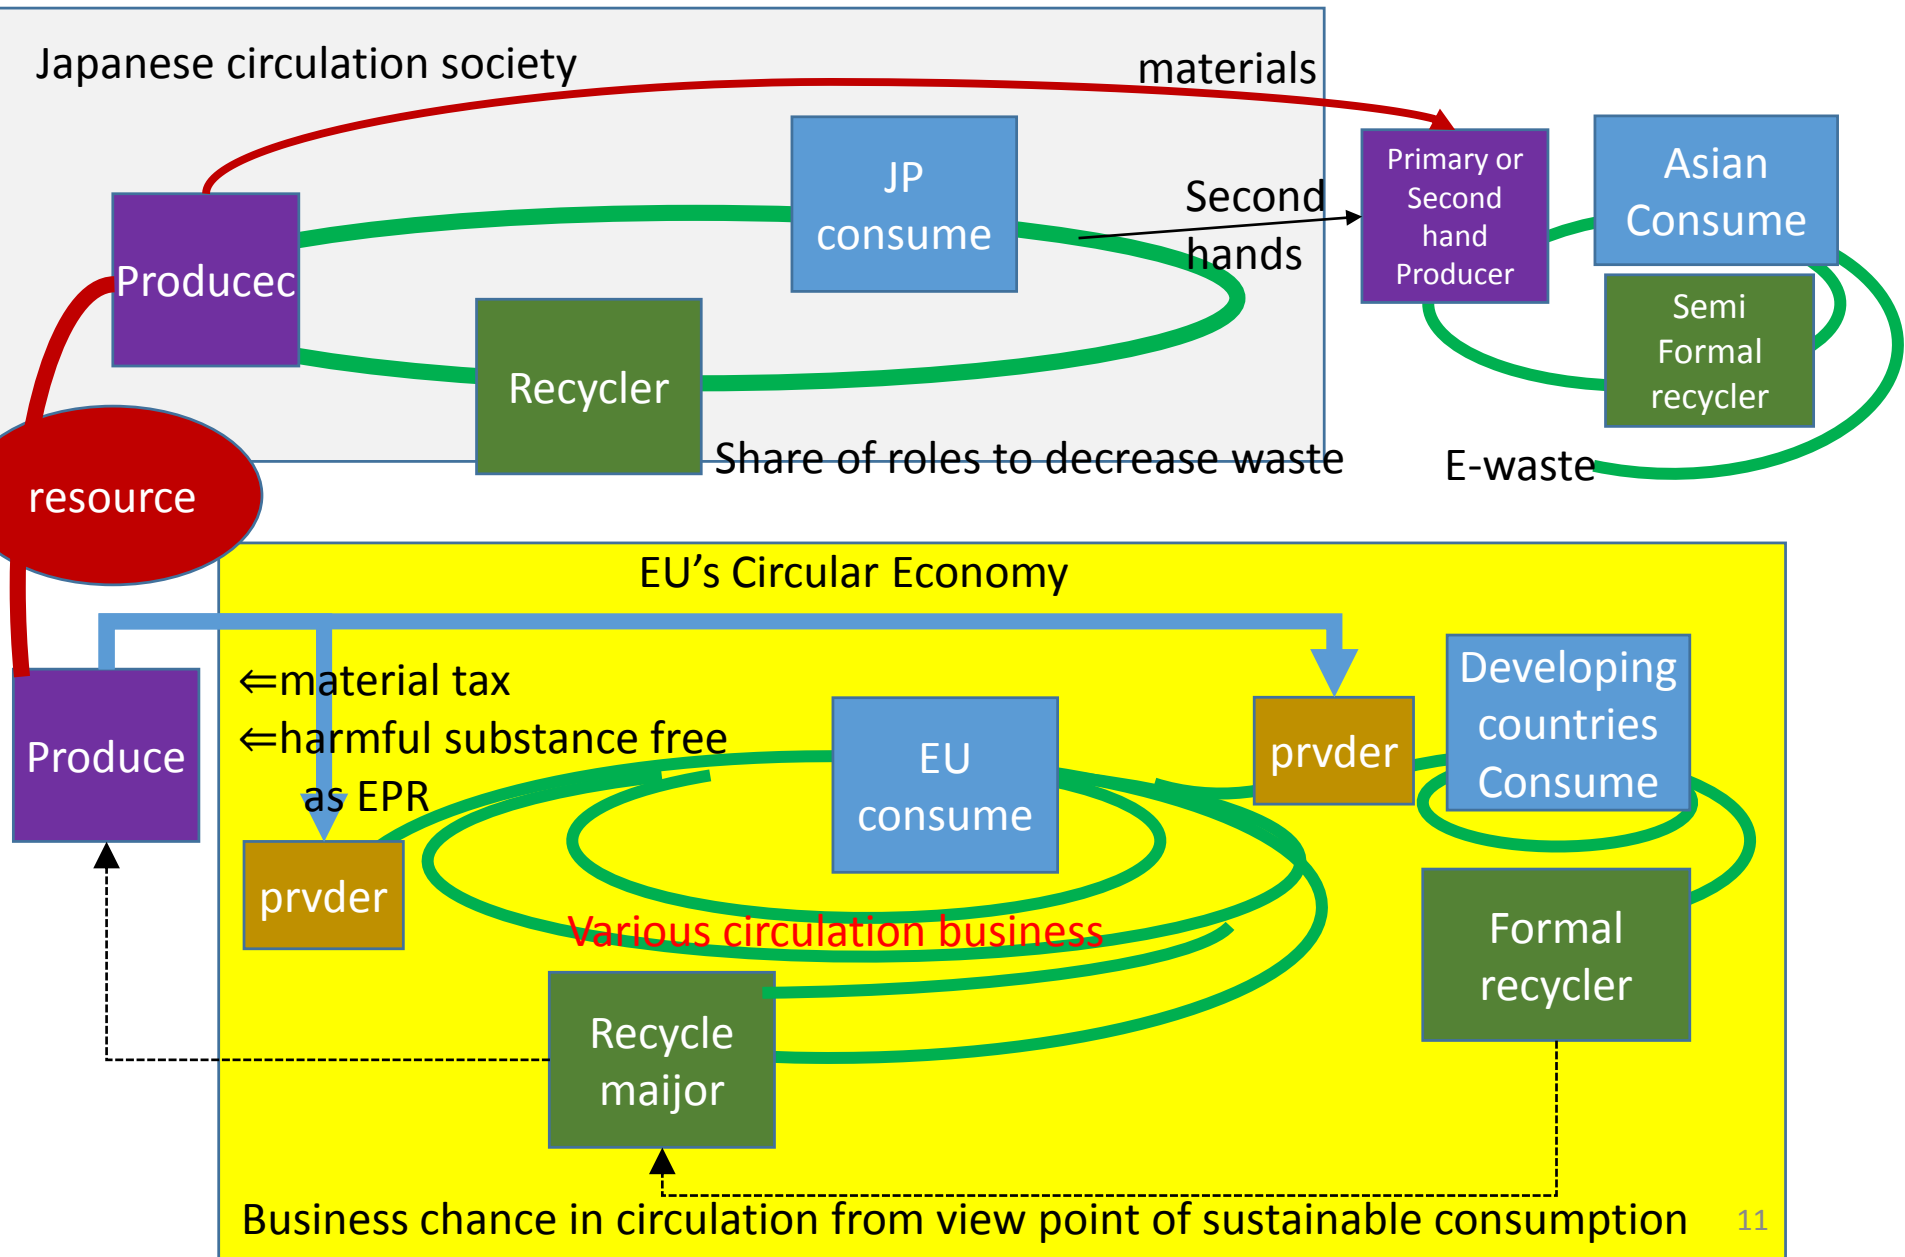 Japanese circulation society
materials
JP
consume
Second
hands
Primary or
Second
hand
Producer
Asian
Consume
Producec
Recycler
Semi
Formal
recycler
Share of roles to decrease waste
E-waste
resource
EU’s Circular Economy
⇐material tax
⇐harmful substance free
as EPR
Produce
prvder
EU
consume
prvder
Developing
countries
Consume
Various circulation business
Recycle
maijor
Formal
recycler
Business chance in circulation from view point of sustainable consumption
11